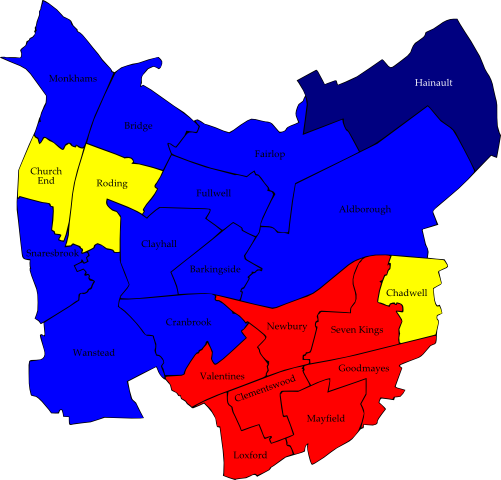 Monkhams
Hainault
Bridge
Fairlop
Church
End
Roding
Fullwell
Aldborough
Clayhall
Snaresbrook
Barkingside
Chadwell
Cranbrook
Newbury
Seven Kings
Wanstead
Valentines
Goodmayes
Clementswood
Mayfield
Loxford